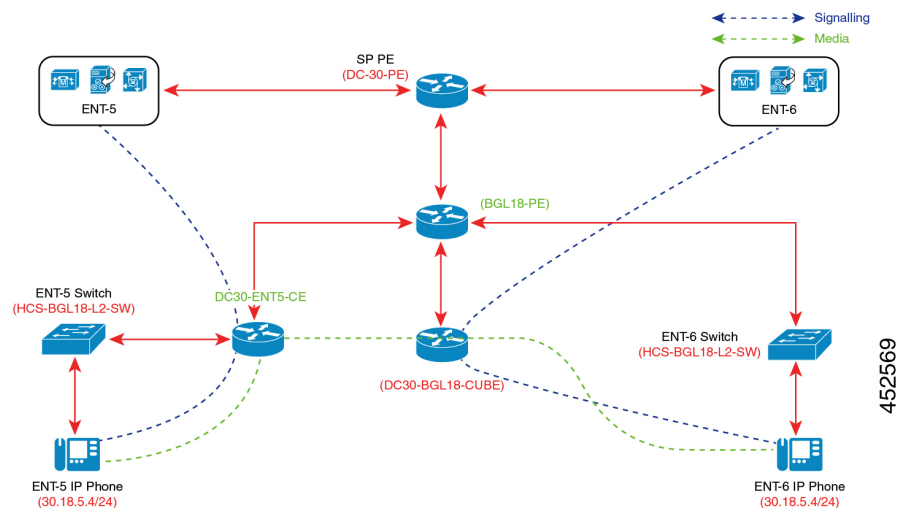 Signalling
Media
SP PE
(DC-30-PE)
M
ENT-5
M
ENT-6
(BGL18-PE)
ENT-5 Switch
(HCS-BGL18-L2-SW)
DC30-ENT5-CE
ENT-6 Switch
(HCS-BGL18-L2-SW)
(DC30-BGL18-CUBE)
452569
ENT-5 IP Phone
(30.18.5.4/24)
ENT-6 IP Phone
(30.18.5.4/24)